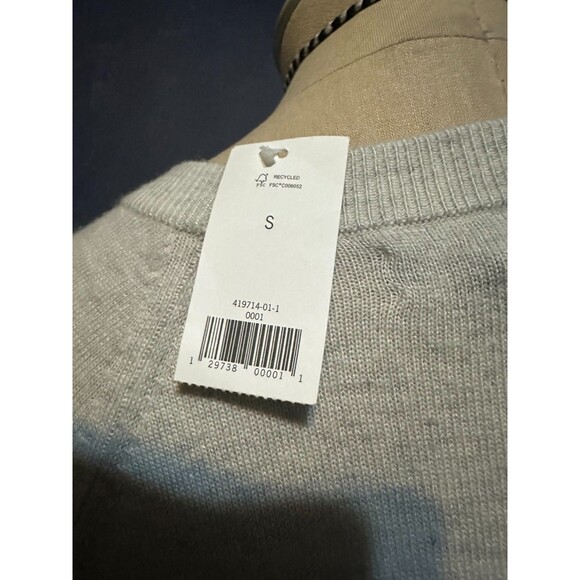 RECYCLED
FSC FSC®C006052
S
419714-01-1
0001
1 29738 00001 1